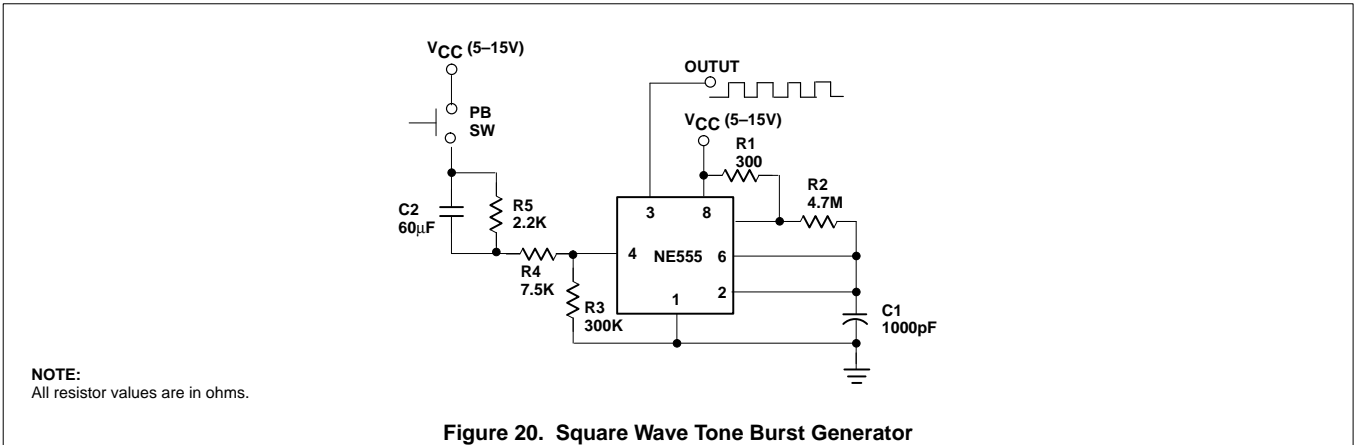 VCC (5–15V)
PB
SW
C2
60µF
R5
2.2K
R4
7.5K
R3
300K
OUTUT
VCC (5–15V)
R1
300
R2
4.7M
3
8
4
NE555
6
2
1
C1
1000pF
NOTE:
All resistor values are in ohms.
Figure 20. Square Wave Tone Burst Generator